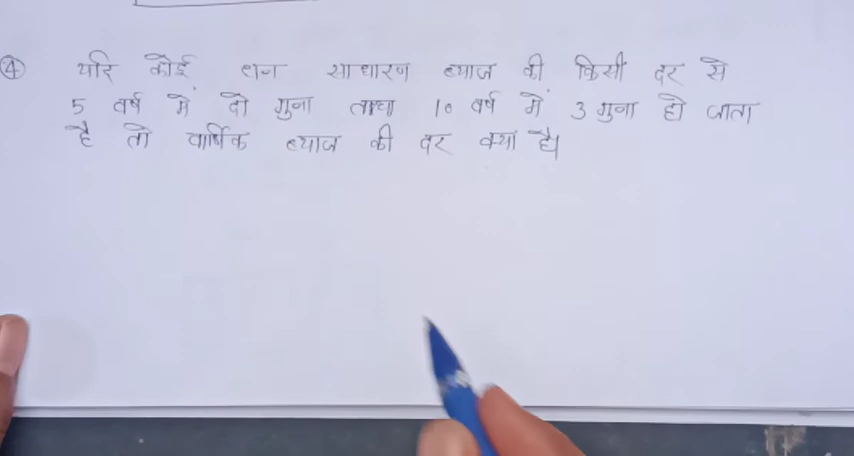 ④ यदि कोई धन साधारण ब्याज की किसी दर से
5 वर्ष में दो गुना तथा 10 वर्ष में 3 गुना हो जाता
है तो वार्षिक ब्याज की दर क्या है।